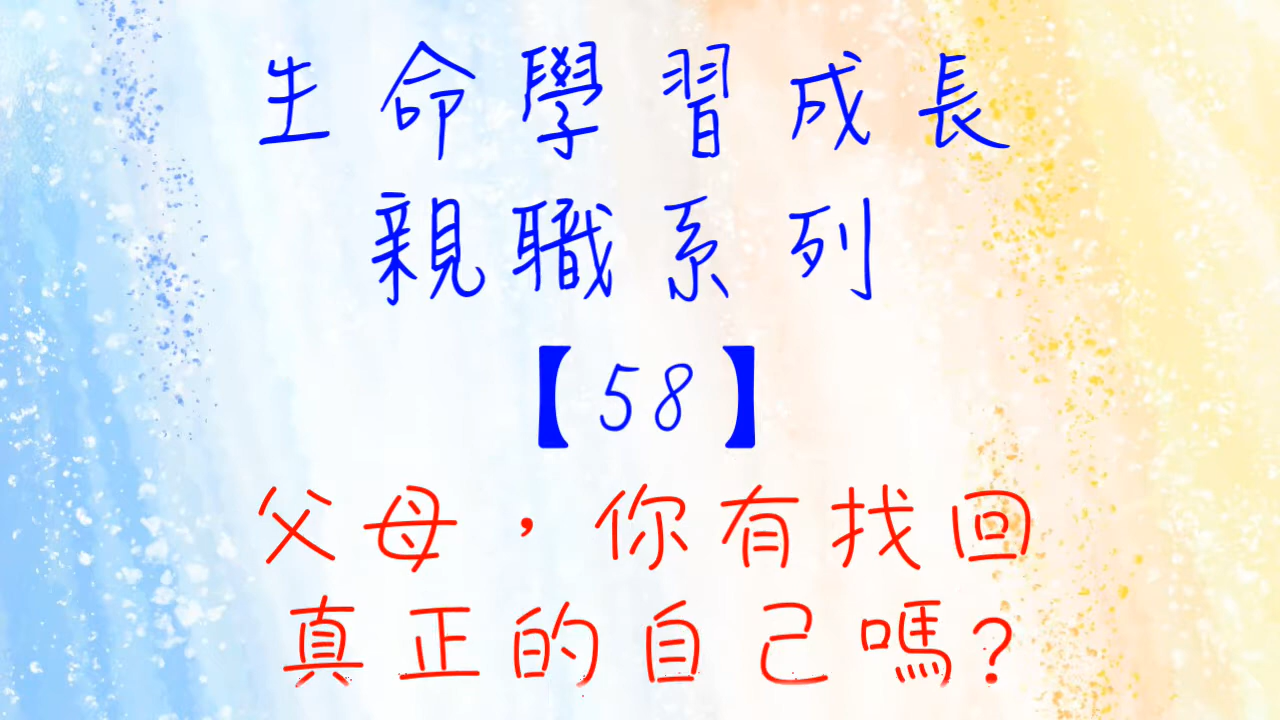 生命學習成長
親職系列
【58】
父母，你有找回
真正的自己嗎?